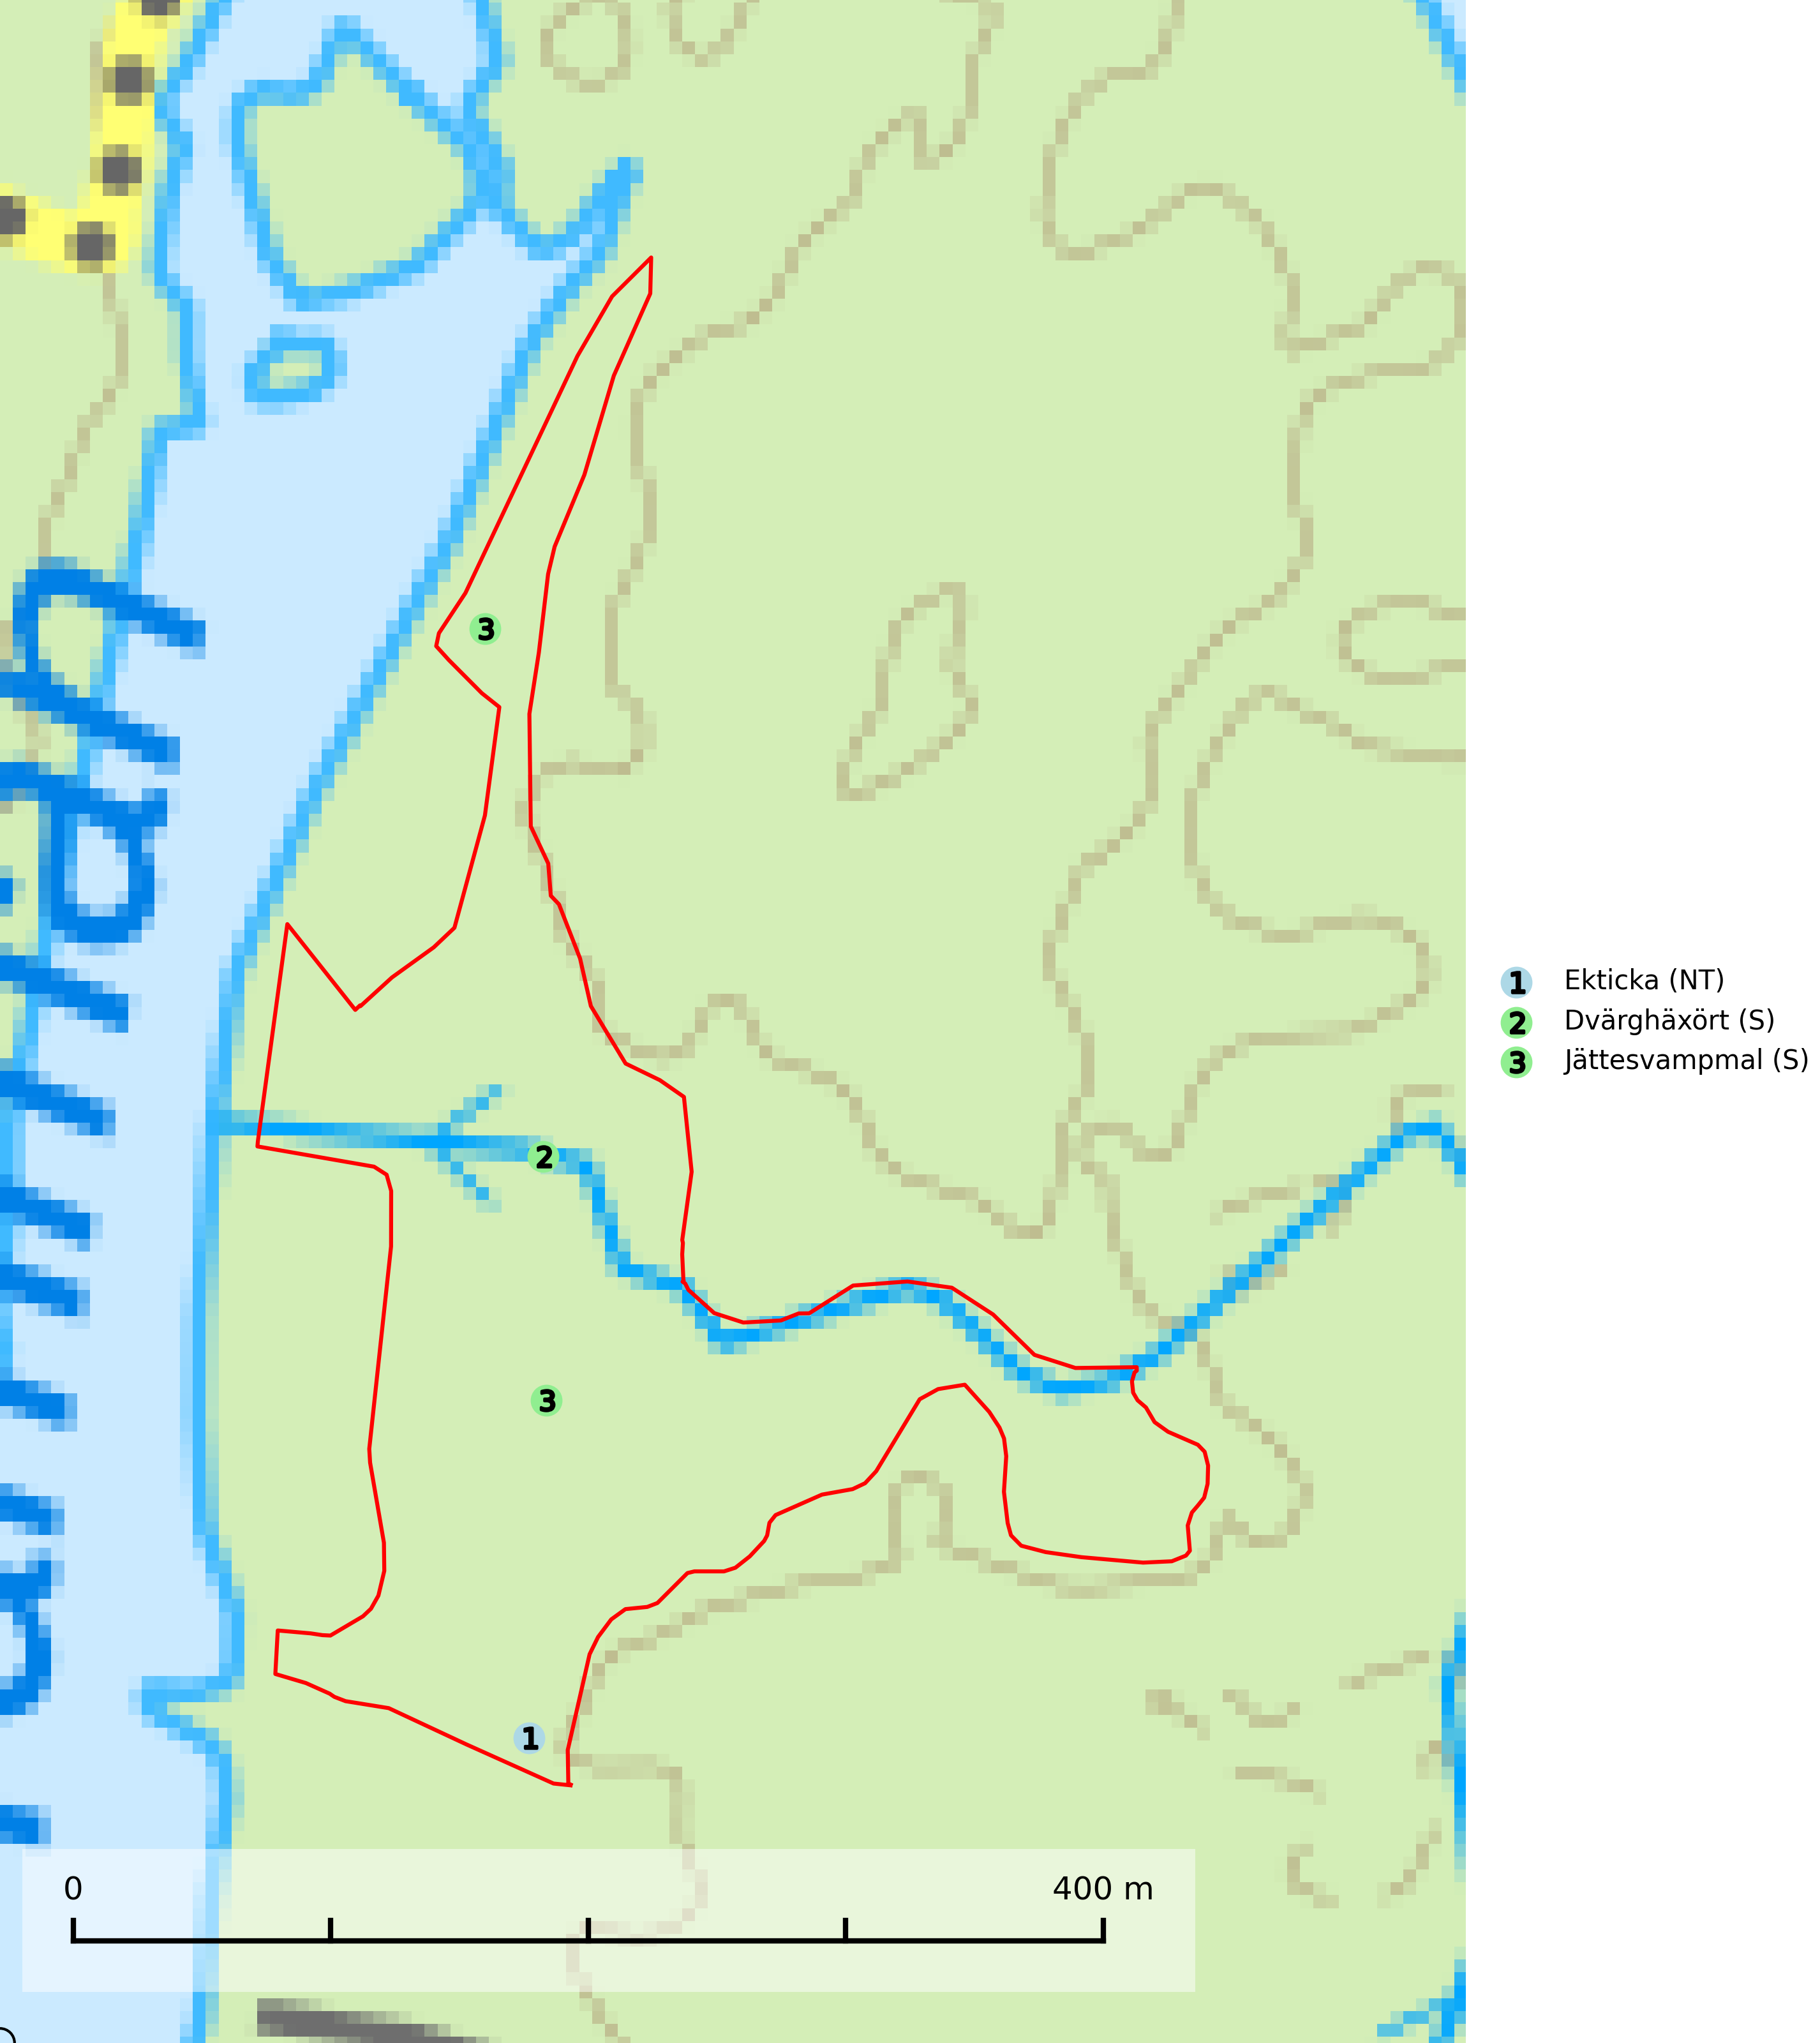 3
2
3
1
1 Ekticka (NT)
2 Dvärghäxört (S)
3 Jättesvampmal (S)
0 400 m